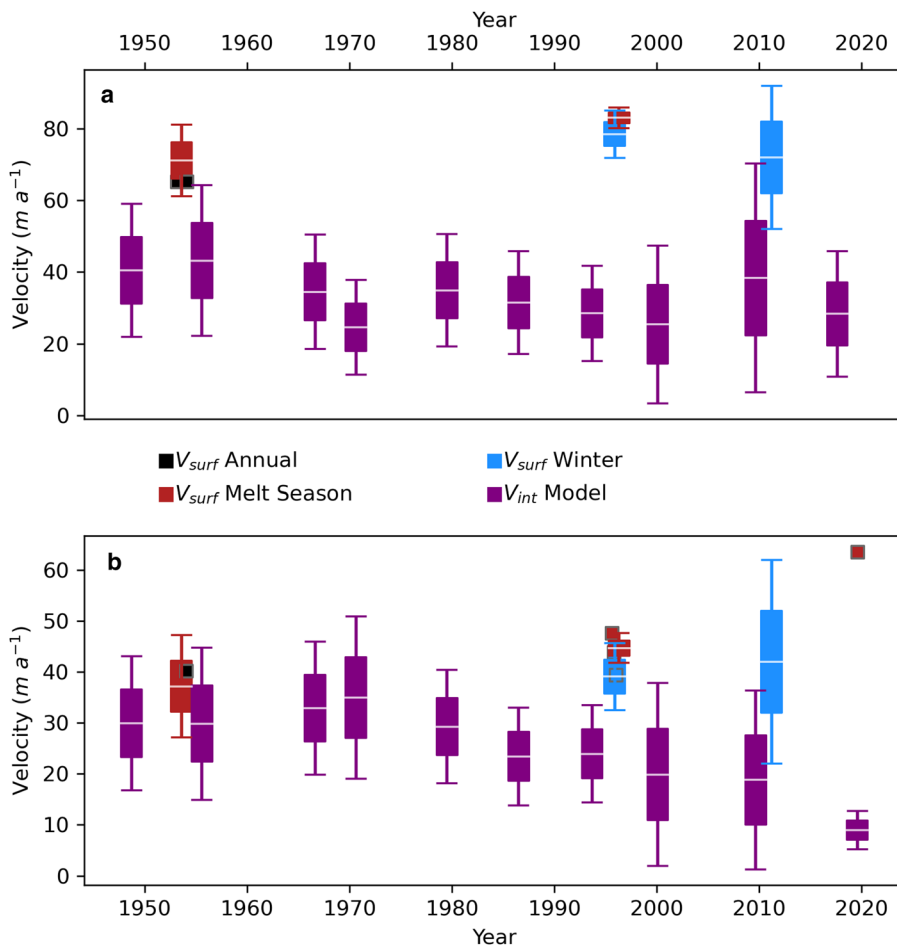 Year
1950 1960 1970 1980 1990 2000 2010 2020
a
Velocity (m a⁻¹)
80
60
40
20
0
V_surf Annual V_surf Winter
V_surf Melt Season V_int Model
b
Velocity (m a⁻¹)
60
50
40
30
20
10
0
1950 1960 1970 1980 1990 2000 2010 2020
Year